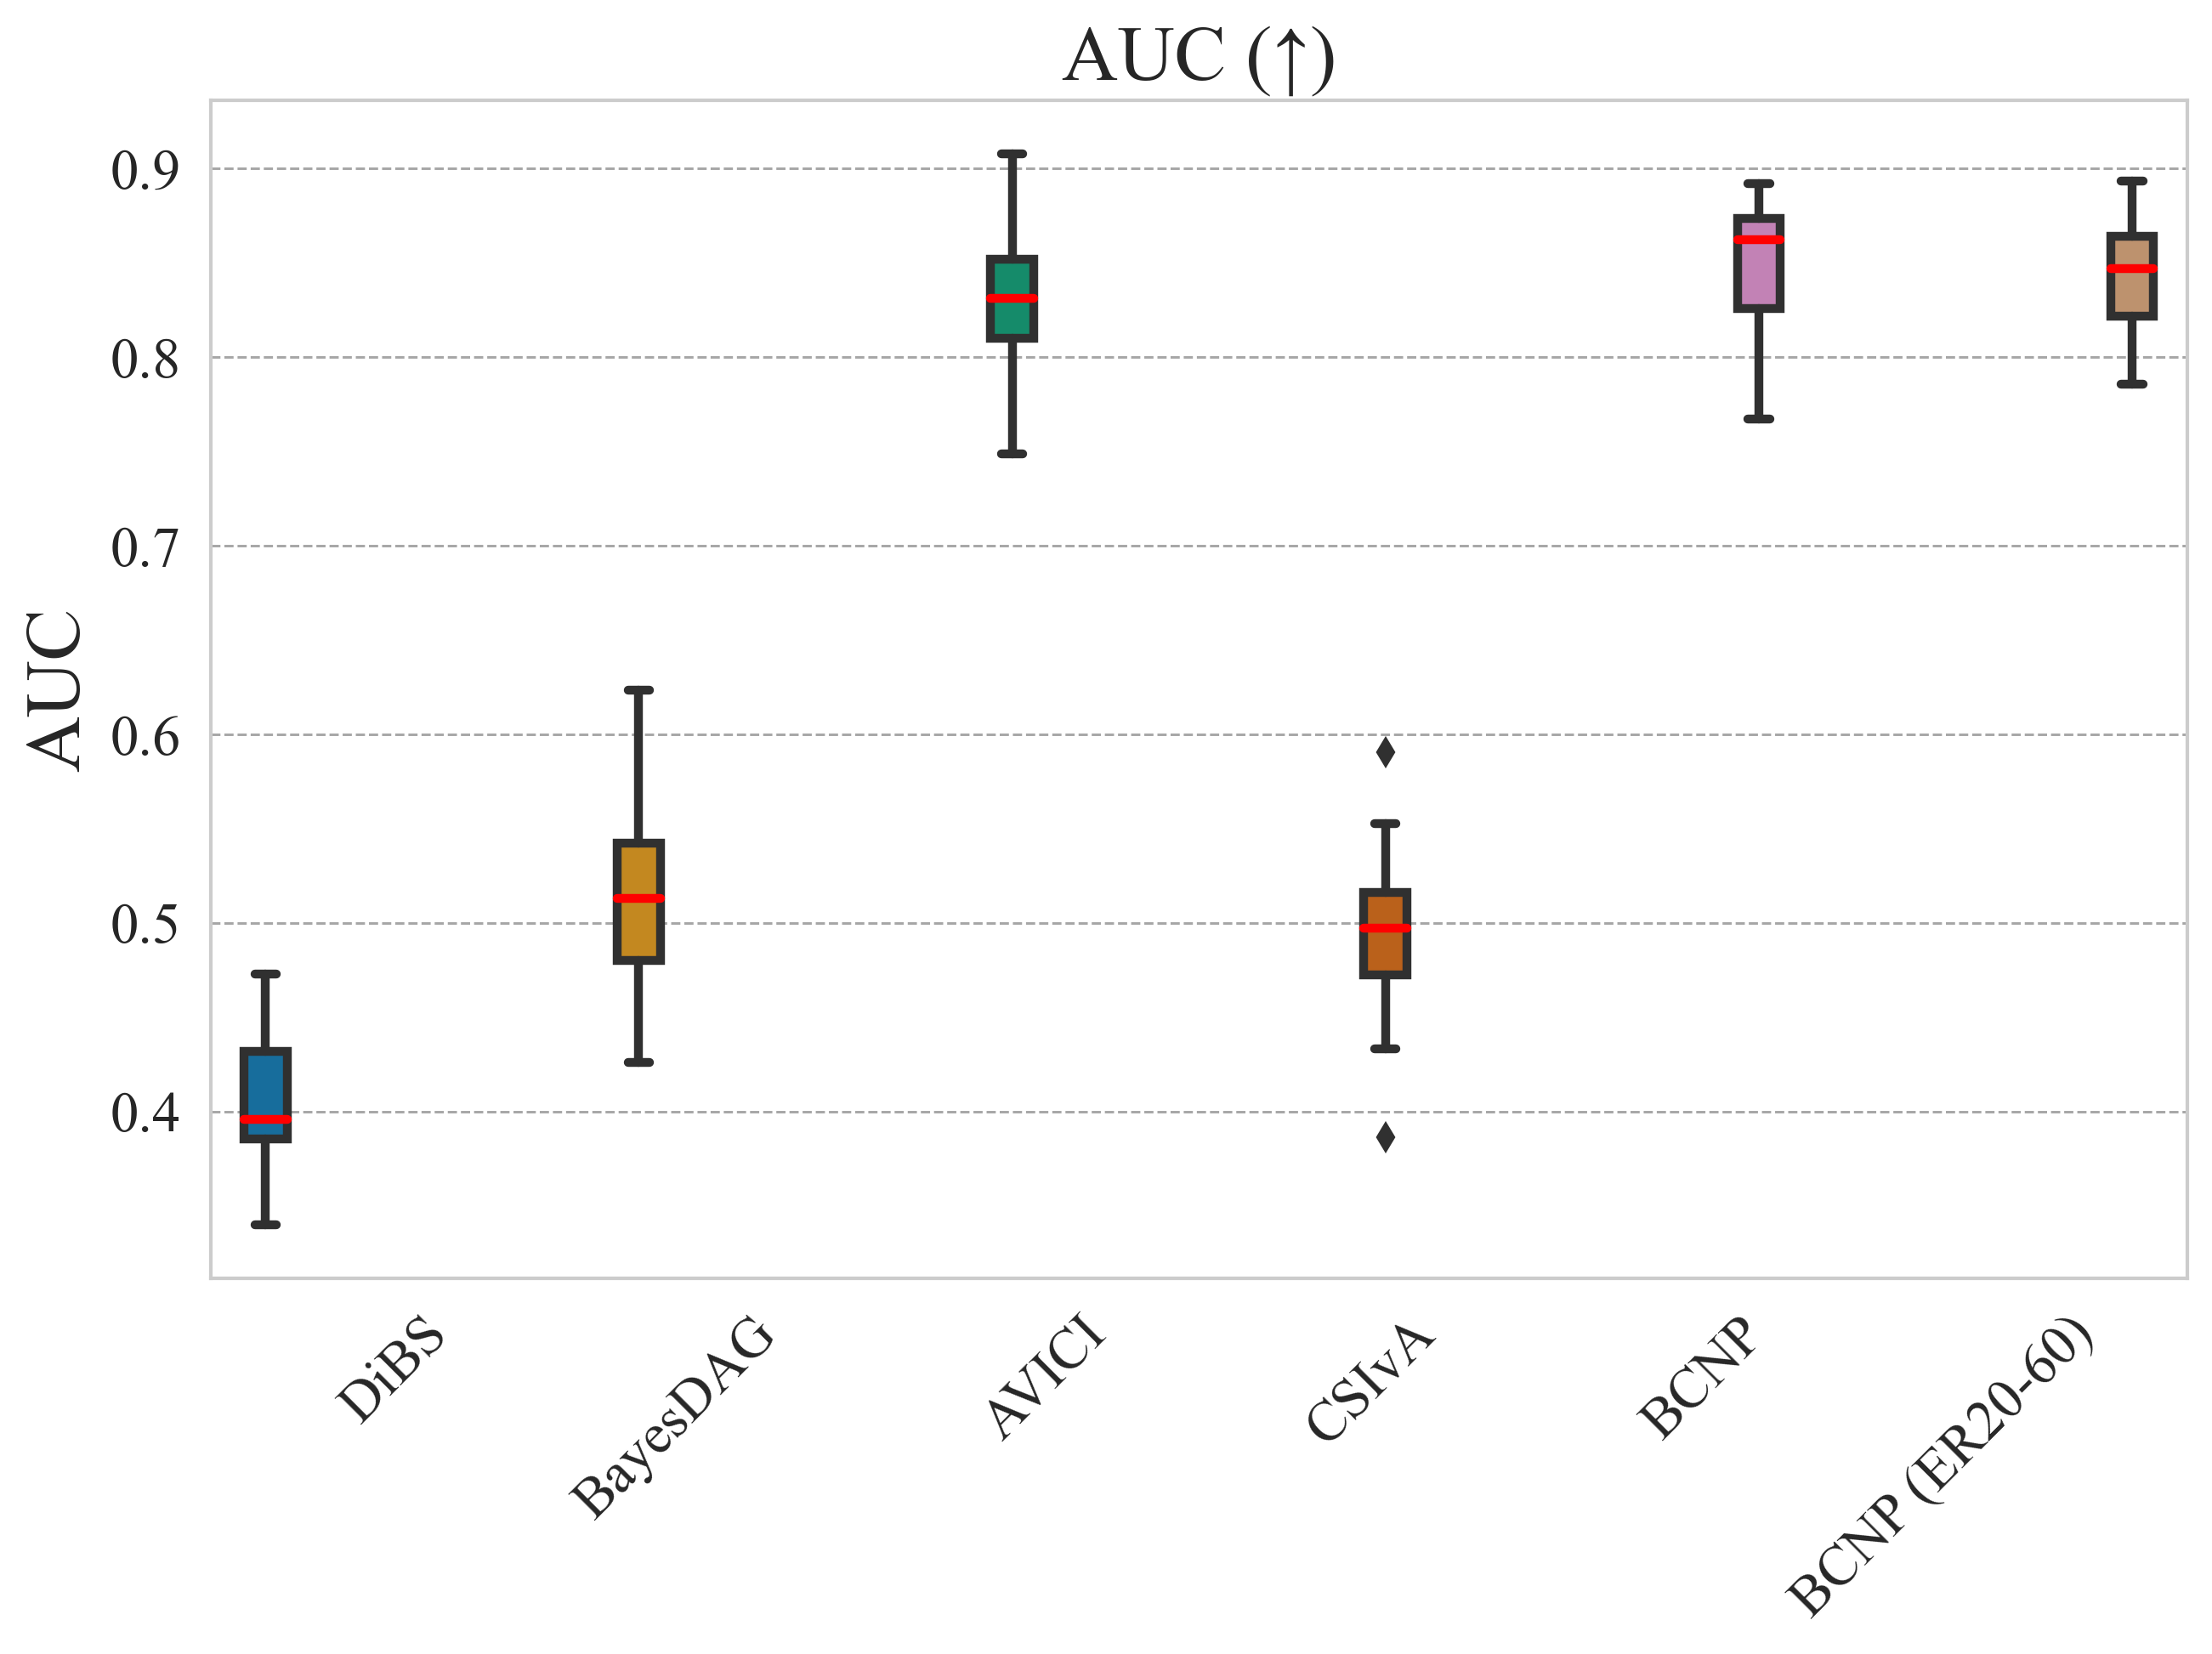 AUC (↑)
AUC
0.9
0.8
0.7
0.6
0.5
0.4
DiBS
BayesDAG
AVICI
CSIvA
BCNP
BCNP (ER20-60))